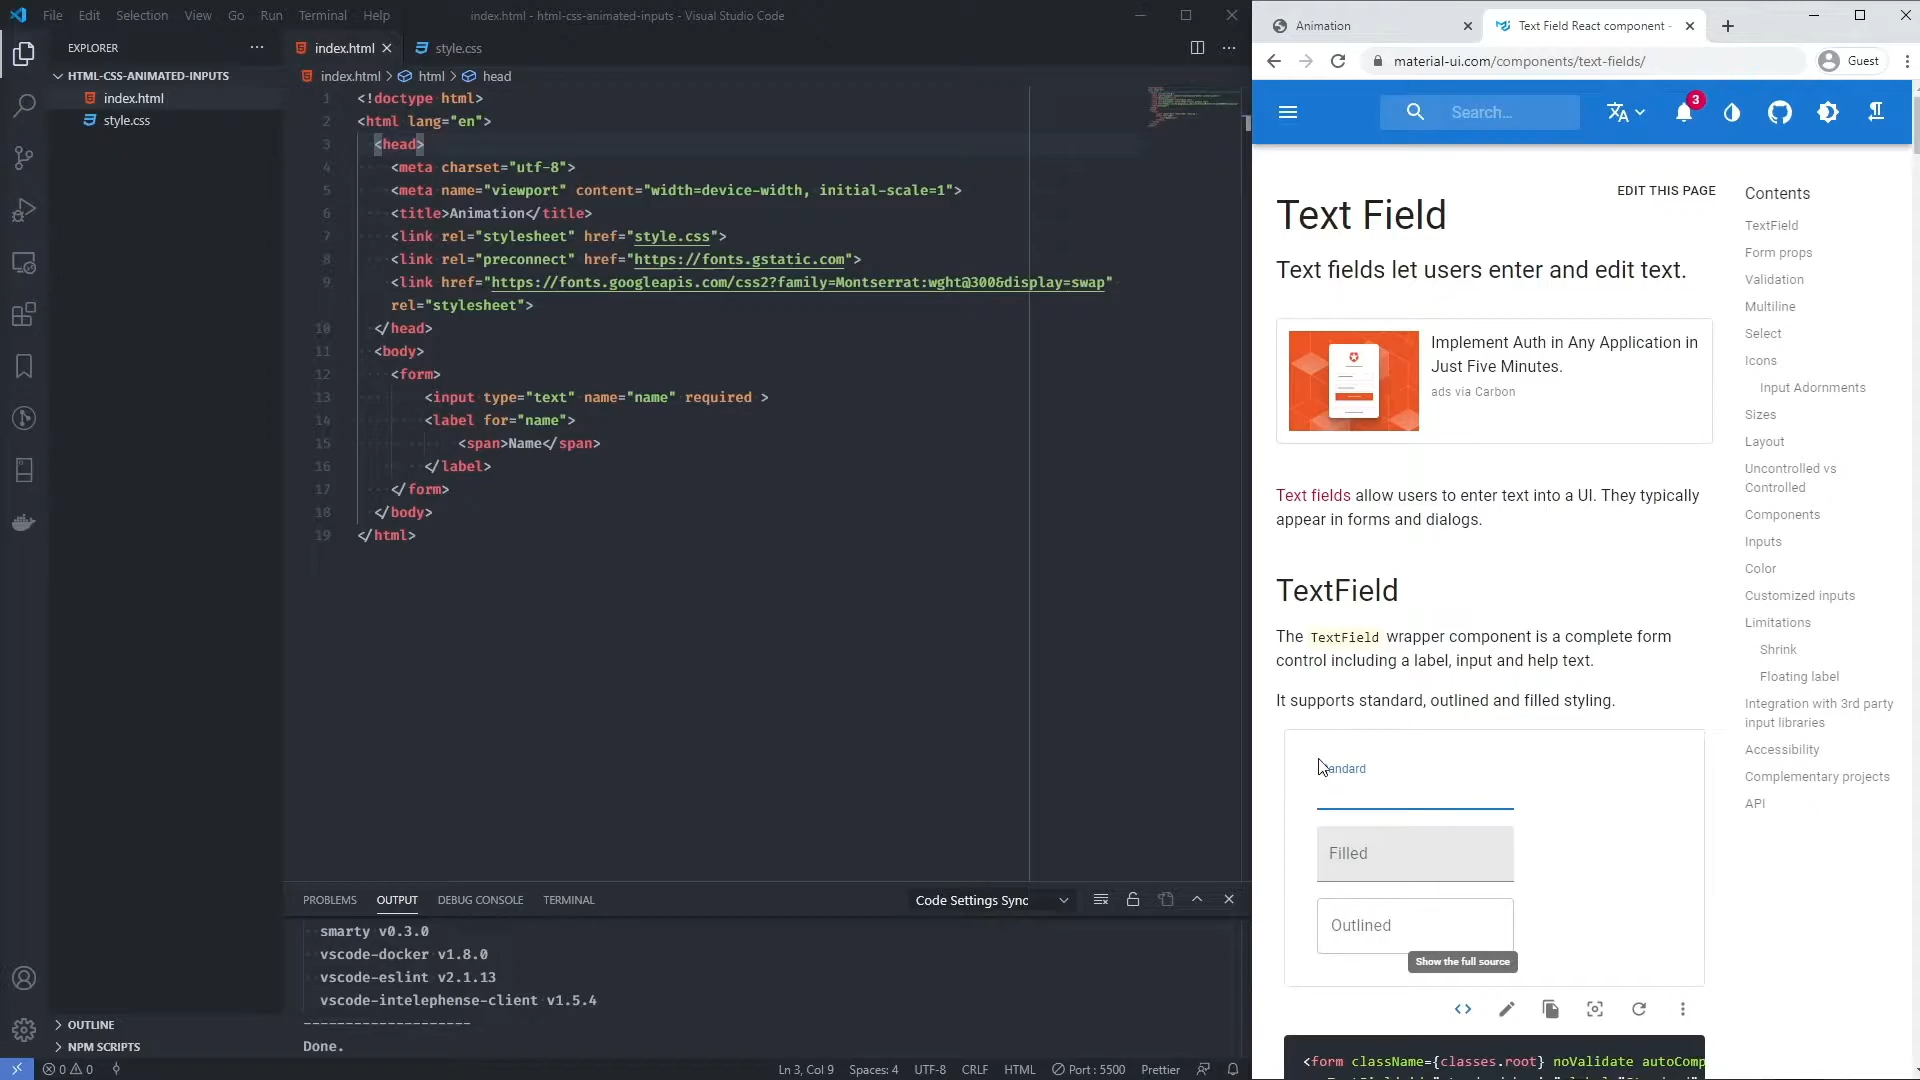 File Edit Selection View Go Run Terminal Help
index.html - html-css-animated-inputs - Visual Studio Code
EXPLORER
HTML-CSS-ANIMATED-INPUTS
index.html
style.css
OUTLINE
NPM SCRIPTS
index.html
style.css
index.html > html > head
1 <!doctype html>
2 <html lang="en">
3 <head>
4 <meta charset="utf-8">
5 <meta name="viewport" content="width=device-width, initial-scale=1">
6 <title>Animation</title>
7 <link rel="stylesheet" href="style.css">
8 <link rel="preconnect" href="https://fonts.gstatic.com">
9 <link href="https://fonts.googleapis.com/css2?family=Montserrat:wght@300&display=swap"
rel="stylesheet">
10 </head>
11 <body>
12 <form>
13 <input type="text" name="name" required >
14 <label for="name">
15 <span>Name</span>
16 </label>
17 </form>
18 </body>
19 </html>
PROBLEMS OUTPUT DEBUG CONSOLE TERMINAL
Code Settings Sync
smarty v0.3.0
vscode-docker v1.8.0
vscode-eslint v2.1.13
vscode-intelephense-client v1.5.4
--------------------
Done.
0 0
Ln 3, Col 9 Spaces: 4 UTF-8 CRLF HTML Port : 5500 Prettier
Animation
Text Field React component -
material-ui.com/components/text-fields/
Guest
Search...
3
EDIT THIS PAGE
Text Field
Text fields let users enter and edit text.
Implement Auth in Any Application in
Just Five Minutes.
ads via Carbon
Text fields allow users to enter text into a UI. They typically
appear in forms and dialogs.
TextField
The TextField wrapper component is a complete form
control including a label, input and help text.
It supports standard, outlined and filled styling.
andard
Filled
Outlined
Show the full source
<form className={classes.root} noValidate autoComp
Contents
TextField
Form props
Validation
Multiline
Select
Icons
Input Adornments
Sizes
Layout
Uncontrolled vs
Controlled
Components
Inputs
Color
Customized inputs
Limitations
Shrink
Floating label
Integration with 3rd party
input libraries
Accessibility
Complementary projects
API